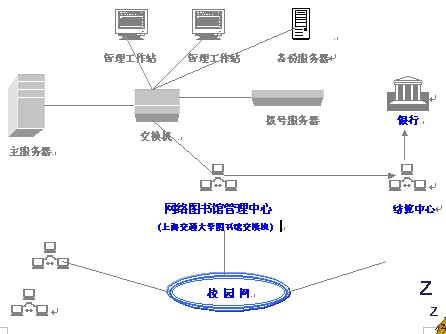 管理工作站
管理工作站
备份服务器
银行
主服务器
交换机
拨号服务器
网络图书馆管理中心
(上海交通大学图书馆交换机)
结算中心
校园网
Z
Z